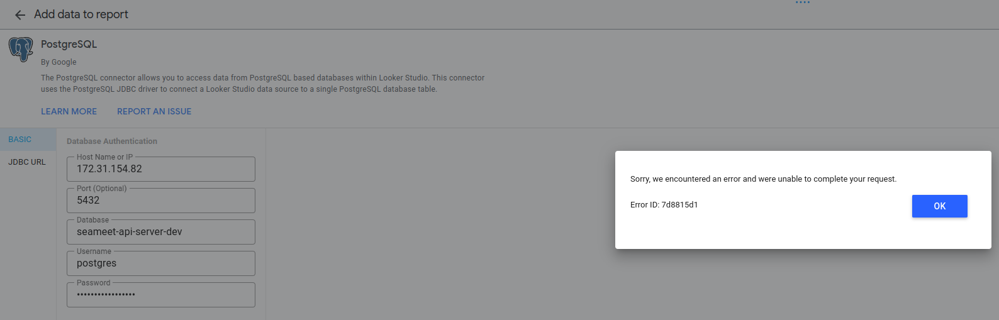 Add data to report
PostgreSQL
By Google
The PostgreSQL connector allows you to access data from PostgreSQL based databases within Looker Studio. This connector
uses the PostgreSQL JDBC driver to connect a Looker Studio data source to a single PostgreSQL database table.
LEARN MORE REPORT AN ISSUE
BASIC
JDBC URL
Database Authentication
Host Name or IP
172.31.154.82
Port (Optional)
5432
Database
seameet-api-server-dev
Username
postgres
Password
•••••••••••••••••
Sorry, we encountered an error and were unable to complete your request.
Error ID: 7d8815d1
OK